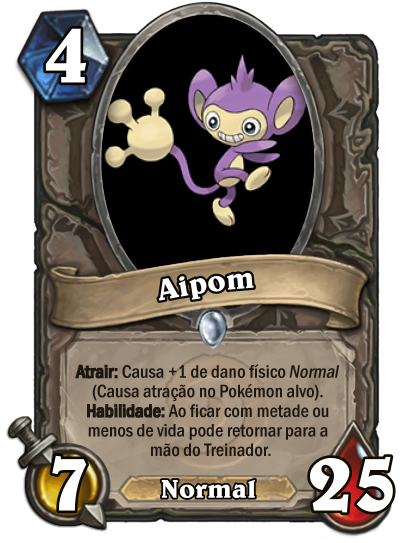 4
Aipom
Atrair: Causa +1 de dano físico Normal
(Causa atração no Pokémon alvo).
Habilidade: Ao ficar com metade ou
menos de vida pode retornar para a
mão do Treinador.
7
Normal
25